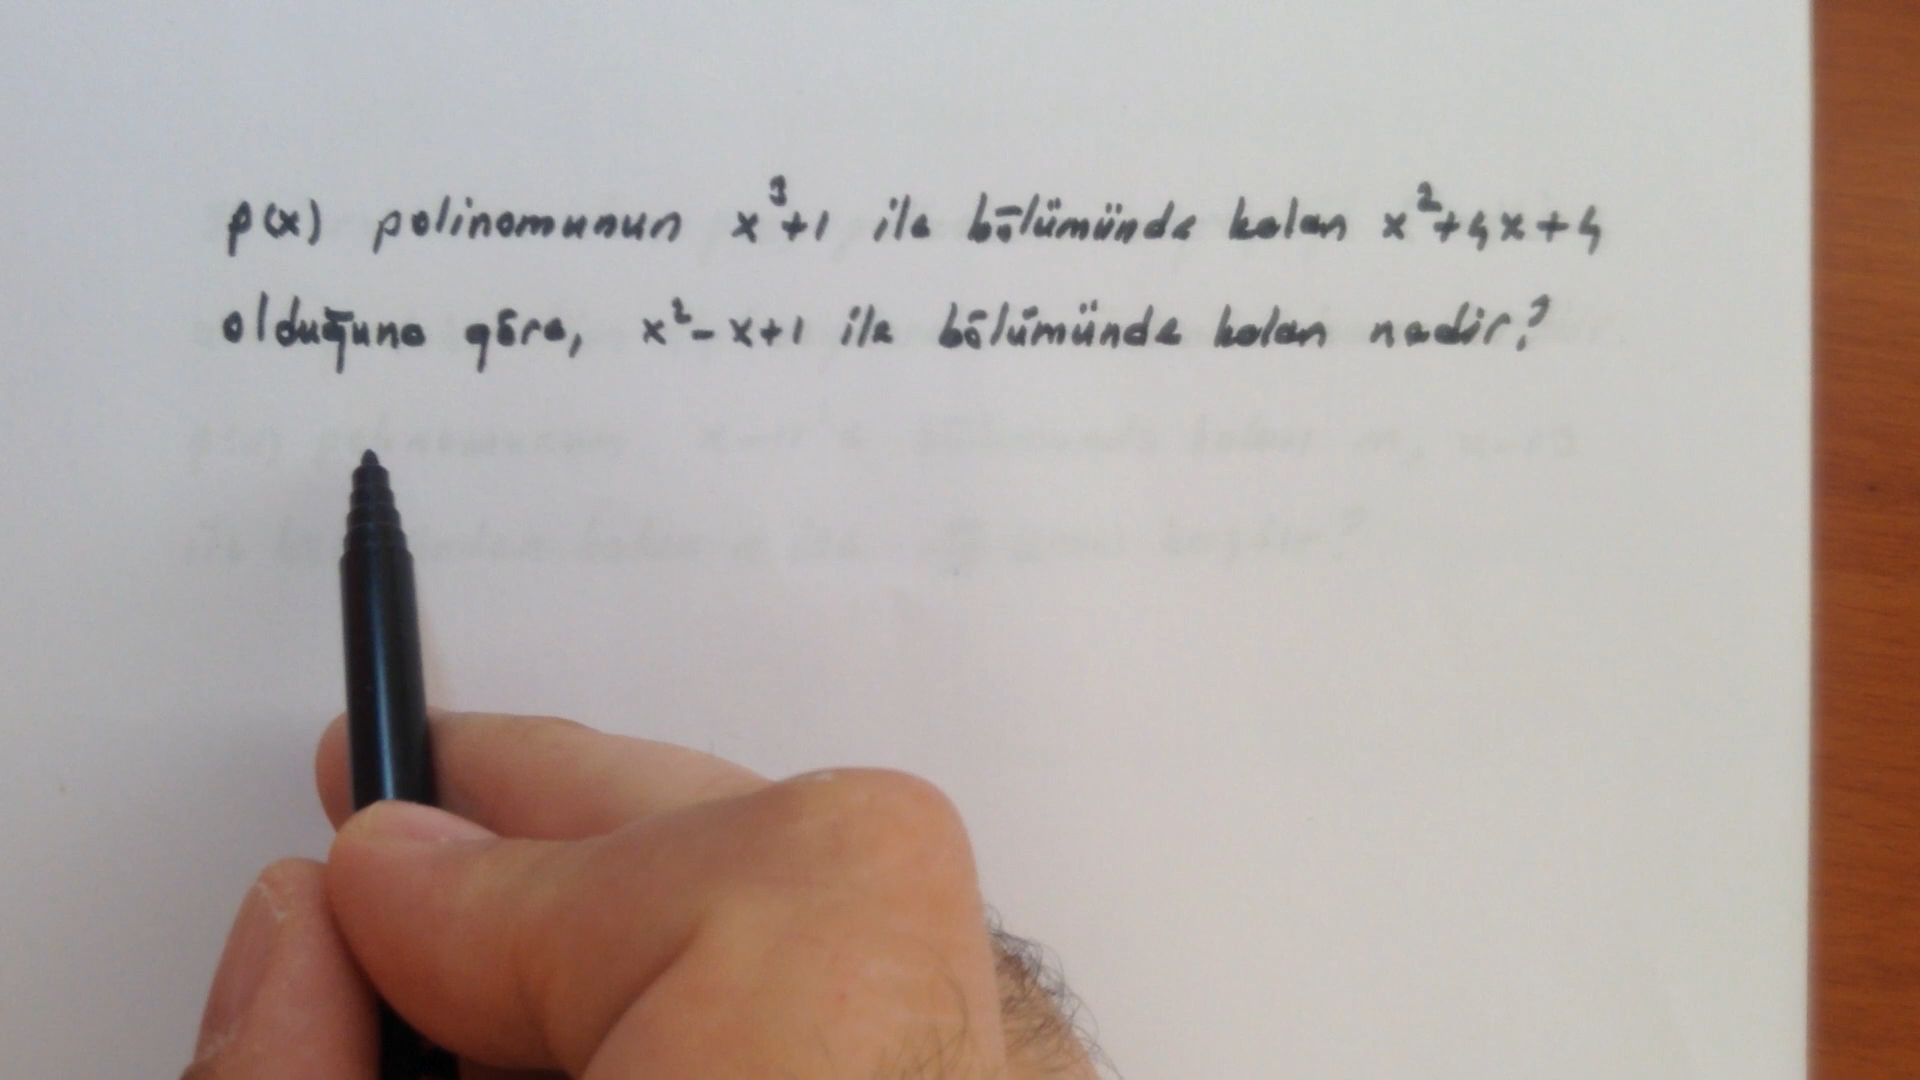 p(x) polinomunun x³+1 ile bölümünde kalan x²+4x+4
olduğuna göre, x²-x+1 ile bölümünde kalan nedir?